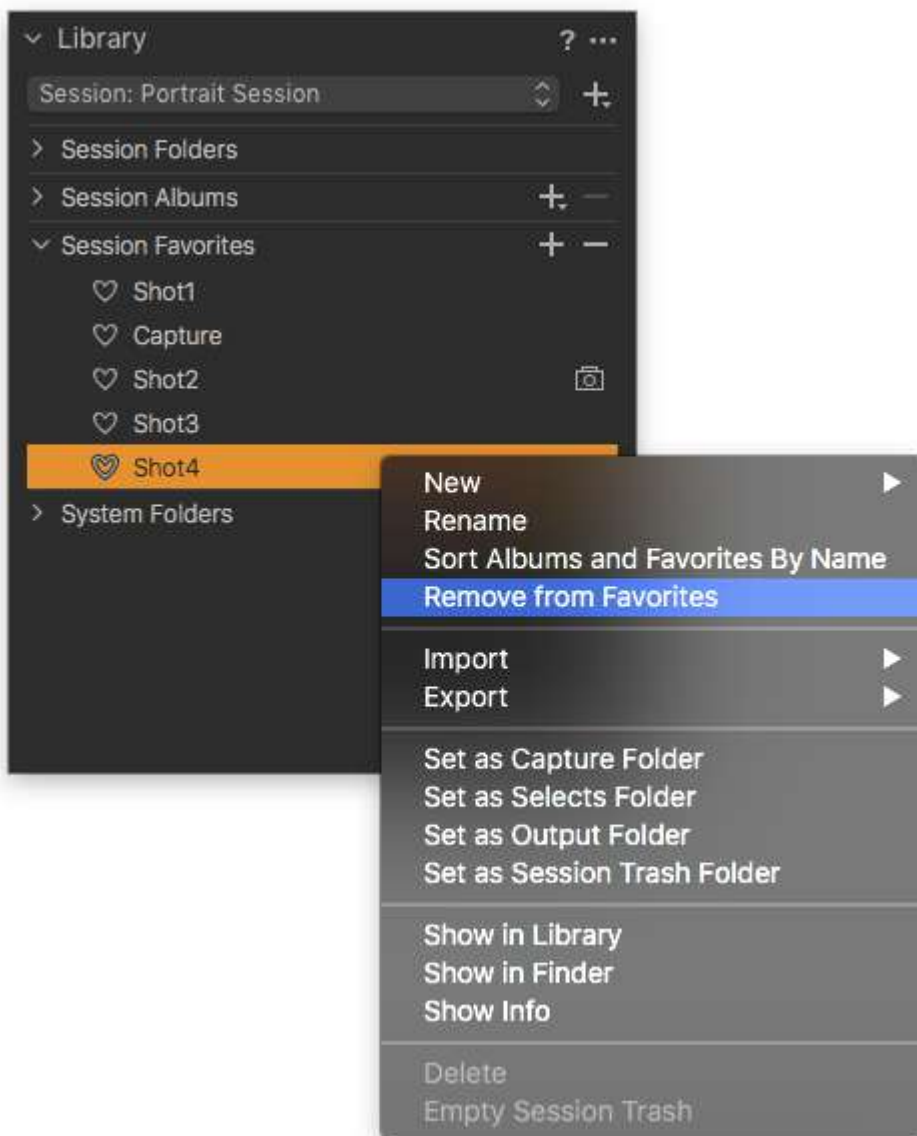 Library
?
Session: Portrait Session
Session Folders
Session Albums
Session Favorites
Shot1
Capture
Shot2
Shot3
Shot4
System Folders
New
Rename
Sort Albums and Favorites By Name
Remove from Favorites
Import
Export
Set as Capture Folder
Set as Selects Folder
Set as Output Folder
Set as Session Trash Folder
Show in Library
Show in Finder
Show Info
Delete
Empty Session Trash